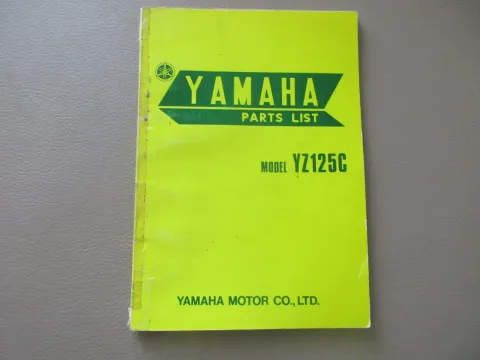 YAMAHA
PARTS LIST
MODEL YZ125C
YAMAHA MOTOR CO.,LTD.